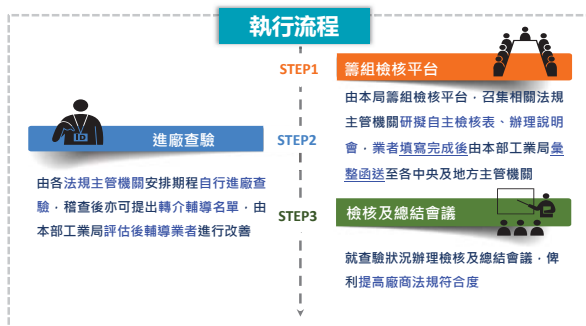 執行流程
STEP1
籌組檢核平台
由本局籌組檢核平台，召集相關法規
主管機關研擬自主檢核表、辦理說明
會，業者填寫完成後由本部工業局彙
整函送至各中央及地方主管機關
STEP2
進廠查驗
由各法規主管機關安排期程自行進廠查
驗，稽查後亦可提出轉介輔導名單，由
本部工業局評估後輔導業者進行改善
STEP3
檢核及總結會議
就查驗狀況辦理檢核及總結會議，俾
利提高廠商法規符合度